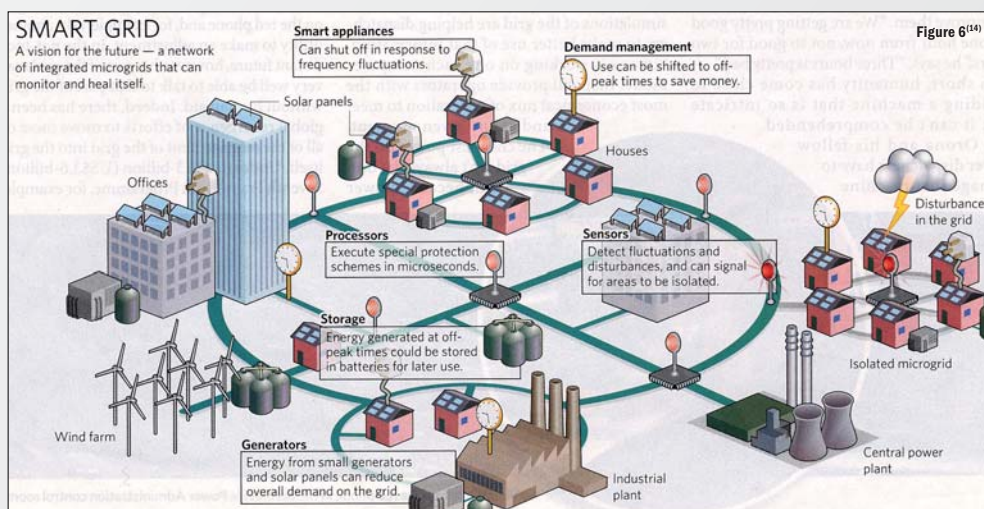 SMART GRID
A vision for the future — a network
of integrated microgrids that can
monitor and heal itself.
Figure 6(14)
Smart appliances
Can shut off in response to
frequency fluctuations.
Demand management
Use can be shifted to off-
peak times to save money.
Solar panels
Offices
Houses
Disturbance
in the grid
Processors
Execute special protection
schemes in microseconds.
Sensors
Detect fluctuations and
disturbances, and can signal
for areas to be isolated.
Storage
Energy generated at off-
peak times could be stored
in batteries for later use.
Isolated microgrid
Wind farm
Generators
Energy from small generators
and solar panels can reduce
overall demand on the grid.
Industrial
plant
Central power
plant